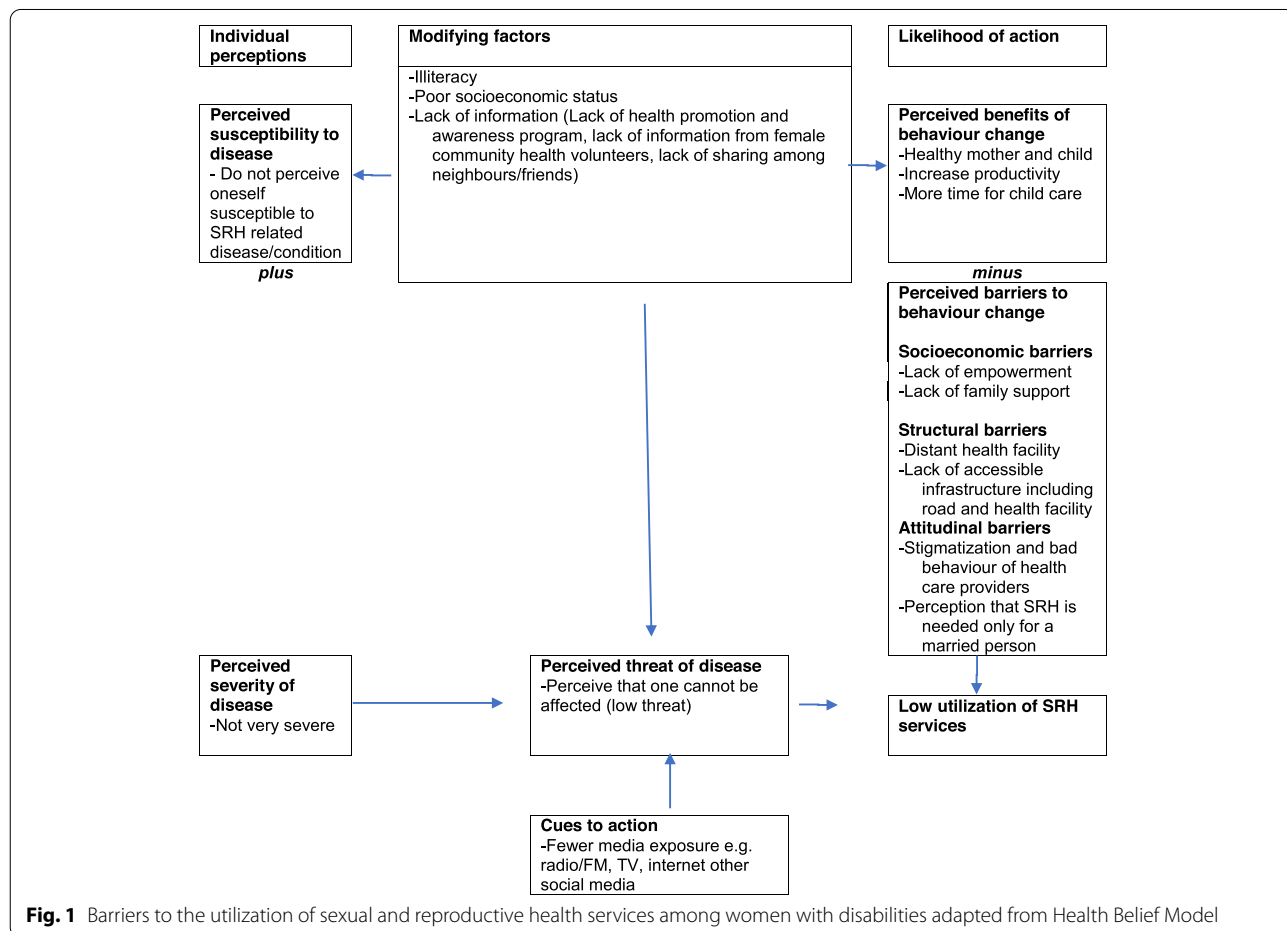 Individual
perceptions
Modifying factors
-Illiteracy
-Poor socioeconomic status
-Lack of information (Lack of health promotion and
awareness program, lack of information from female
community health volunteers, lack of sharing among
neighbours/friends)
Likelihood of action
Perceived
susceptibility to
disease
- Do not perceive
oneself
susceptible to
SRH related
disease/condition
plus
Perceived benefits of
behaviour change
-Healthy mother and child
-Increase productivity
-More time for child care
minus
Perceived barriers to
behaviour change
Socioeconomic barriers
-Lack of empowerment
-Lack of family support
Structural barriers
-Distant health facility
-Lack of accessible
infrastructure including
road and health facility
Attitudinal barriers
-Stigmatization and bad
behaviour of health
care providers
-Perception that SRH is
needed only for a
married person
Perceived
severity of
disease
-Not very severe
Perceived threat of disease
-Perceive that one cannot be
affected (low threat)
Low utilization of SRH
services
Cues to action
-Fewer media exposure e.g.
radio/FM, TV, internet other
social media
Fig. 1 Barriers to the utilization of sexual and reproductive health services among women with disabilities adapted from Health Belief Model